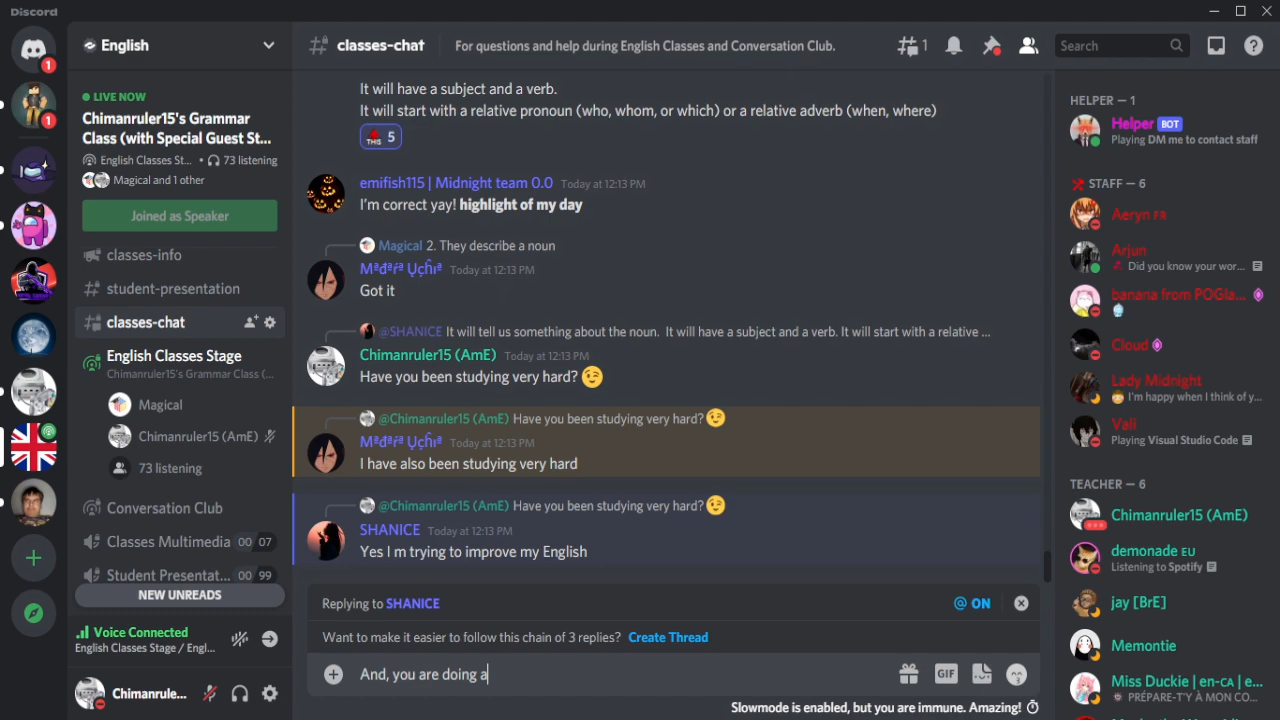 Discord
English
classes-chat
For questions and help during English Classes and Conversation Club.
1
Search
1
1
LIVE NOW
Chimanruler15's Grammar
Class (with Special Guest St...
English Classes St... • 73 listening
Magical and 1 other
Joined as Speaker
classes-info
student-presentation
classes-chat
English Classes Stage
Chimanruler15's Grammar Class (...
Magical
Chimanruler15 (AmE)
73 listening
Conversation Club
Classes Multimedia 00 07
Student Presentat... 00 99
NEW UNREADS
Voice Connected
English Classes Stage / Engl...
Chimanrule...
It will have a subject and a verb.
It will start with a relative pronoun (who, whom, or which) or a relative adverb (when, where)
THIS 5
emifish115 | Midnight team 0.0 Today at 12:13 PM
I'm correct yay! highlight of my day
Magical 2. They describe a noun
Today at 12:13 PM
Got it
@SHANICE It will tell us something about the noun. It will have a subject and a verb. It will start with a relative ...
Chimanruler15 (AmE) Today at 12:13 PM
Have you been studying very hard? 😉
@Chimanruler15 (AmE) Have you been studying very hard? 😉
Today at 12:13 PM
I have also been studying very hard
@Chimanruler15 (AmE) Have you been studying very hard? 😉
SHANICE Today at 12:13 PM
Yes I m trying to improve my English
Replying to SHANICE
@ ON
Want to make it easier to follow this chain of 3 replies? Create Thread
And, you are doing a
GIF
Slowmode is enabled, but you are immune. Amazing!
HELPER — 1
Helper BOT
Playing DM me to contact staff
STAFF — 6
Aeryn FR
Arjun
Did you know your wor...
banana from POGla...
Cloud
Lady Midnight
I'm happy when I think of y...
Vali
Playing Visual Studio Code
TEACHER — 6
Chimanruler15 (AmE)
demonade EU
Listening to Spotify
jay [BrE]
Memontie
Miss Duckie | en-CA | e...
PRÉPARE-T'Y À MON CO...